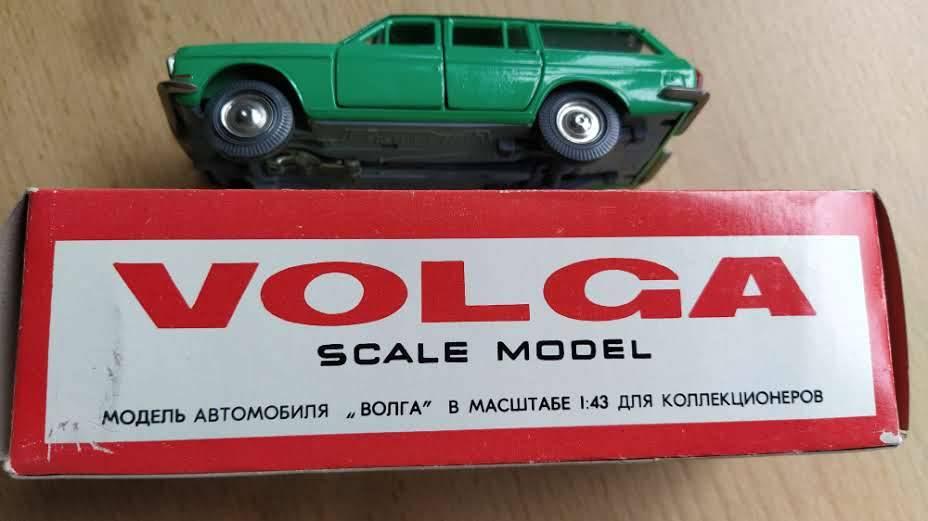 VOLGA
SCALE MODEL
МОДЕЛЬ АВТОМОБИЛЯ „ВОЛГА" В МАСШТАБЕ 1:43 ДЛЯ КОЛЛЕКЦИОНЕРОВ